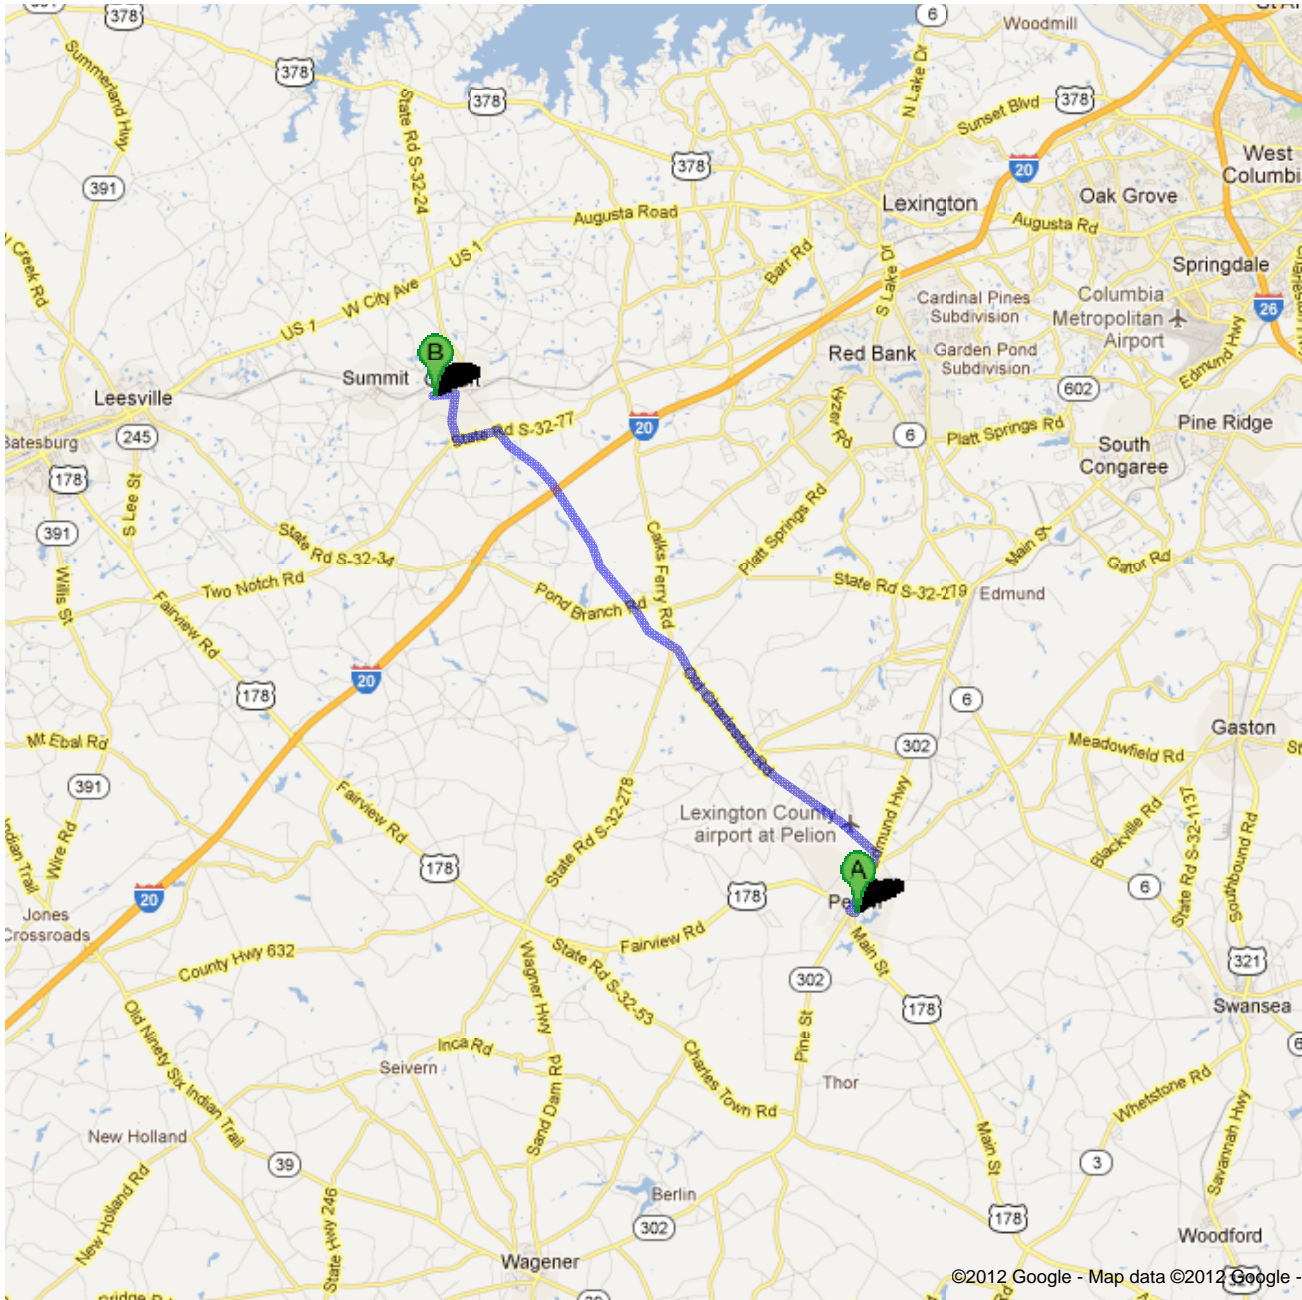 378
6
Woodmill
378
Summerland Hwy
378
State Rd S-32-24
378
N Lake Dr
Sunset Blvd
378
391
378
20
West
Columbi
Lexington
Oak Grove
Augusta Road
Augusta Rd
Creek Rd
US 1
Barr Rd
S Lake Dr
Springdale
W City Ave
US 1
Cardinal Pines
Subdivision
Columbia
Metropolitan
Airport
26
Edmund Hwy
B
Summit
Red Bank
Garden Pond
Subdivision
602
Leesville
Kyzer Rd
Batesburg
245
State Rd S-32-77
20
6
Platt Springs Rd
Pine Ridge
South
Congaree
178
S Lee St
391
State Rd S-32-34
Calks Ferry Rd
Platt Springs Rd
Main St
Gator Rd
Willis St
Two Notch Rd
Pond Branch Rd
State Rd S-32-279
Edmund
Fairview Rd
178
20
6
Gaston
Mt Ebal Rd
302
Meadowfield Rd
391
Fairview Rd
State Rd S-32-278
Lexington County
airport at Pelion
Blackville Rd
State Rd S-32-1137
Southbound Rd
Indian Trail
Wire Rd
178
A
20
178
6
Jones
Crossroads
Fairview Rd
Main St
County Hwy 632
State Rd S-32-53
Wagner Hwy
302
178
321
Swansea
Old Ninety Six Indian Trail
Inca Rd
Seivern
Pine St
Charles Town Rd
Sand Dam Rd
Thor
Whetstone Rd
New Holland
Main St
Savannah Hwy
39
3
New Holland Rd
State Hwy 246
Berlin
302
178
Woodford
Wagener
©2012 Google - Map data ©2012 Google -